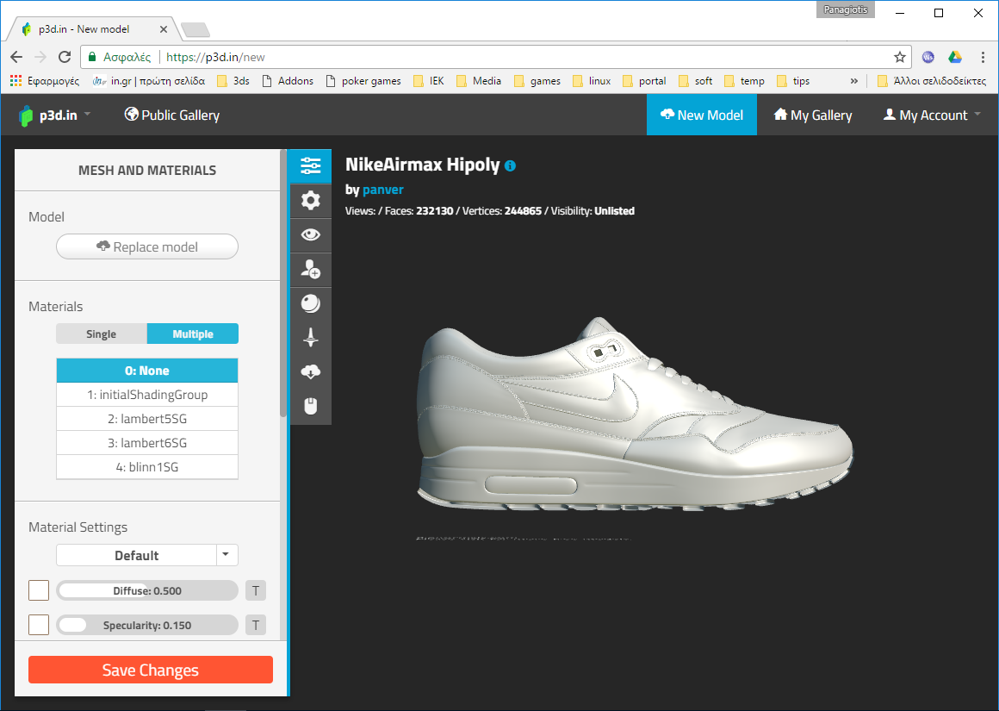 Panagiotis
p3d.in - New model
Ασφαλές https://p3d.in/new
Εφαρμογές in.gr | πρώτη σελίδα 3ds Addons poker games IEK Media games linux portal soft temp tips » Άλλοι σελιδοδείκτες
p3d.in Public Gallery New Model My Gallery My Account
MESH AND MATERIALS
NikeAirmax Hipoly
by panver
Views: / Faces: 232130 / Vertices: 244865 / Visibility: Unlisted
Model
Replace model
Materials
Single Multiple
0: None
1: initialShadingGroup
2: lambert5SG
3: lambert6SG
4: blinn1SG
Material Settings
Default
Diffuse: 0.500 T
Specularity: 0.150 T
Save Changes